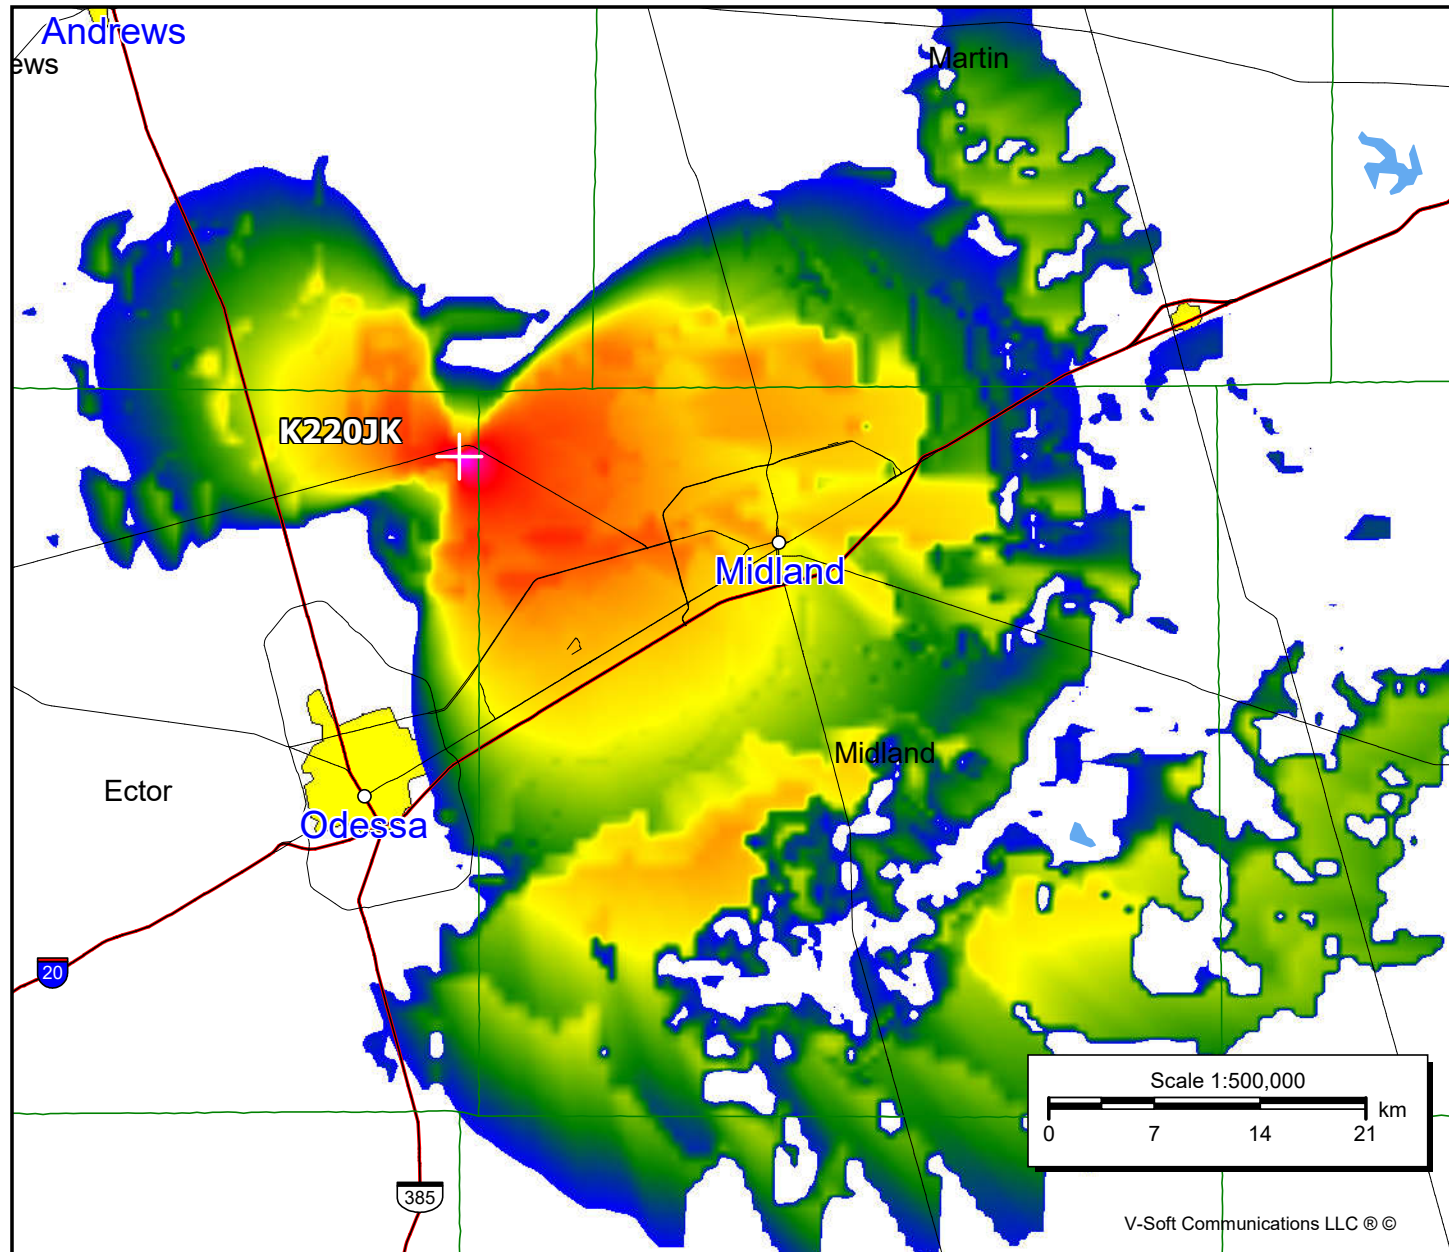 Andrews
ews
Martin
K220JK
Midland
Midland
Ector
Odessa
20
385
Scale 1:500,000
km
0 7 14 21
V-Soft Communications LLC ® ©